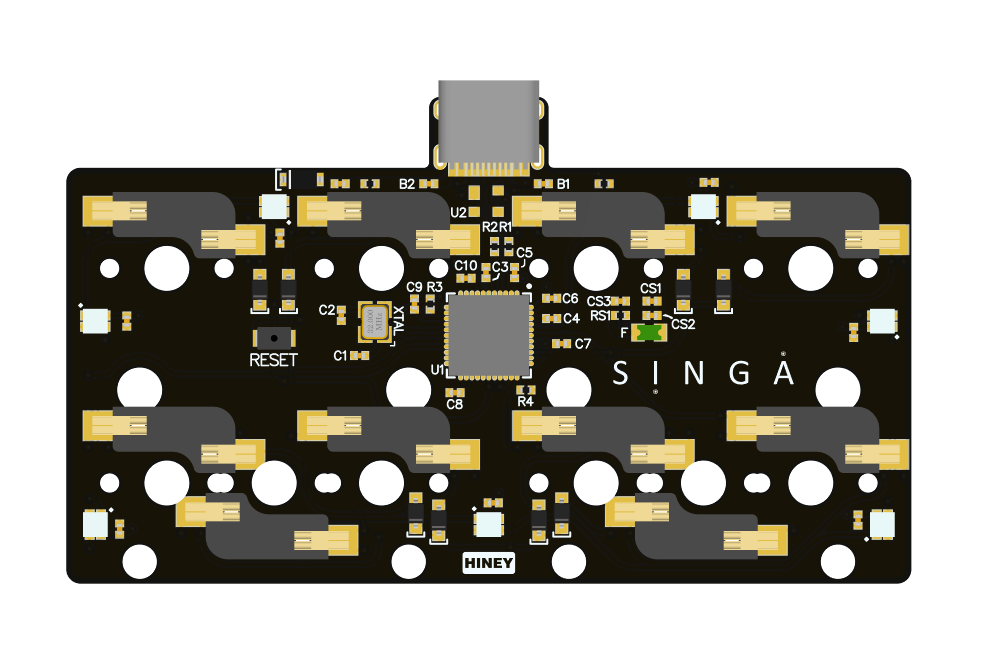 B2
B1
U2
R2 R1
C5
C10 C3
C9 R3
C6
CS3 CS1
C2
RS1
C4
CS2
XTAL
F
C7
RESET
C1
U1
SINGA
C8
R4
HINEY